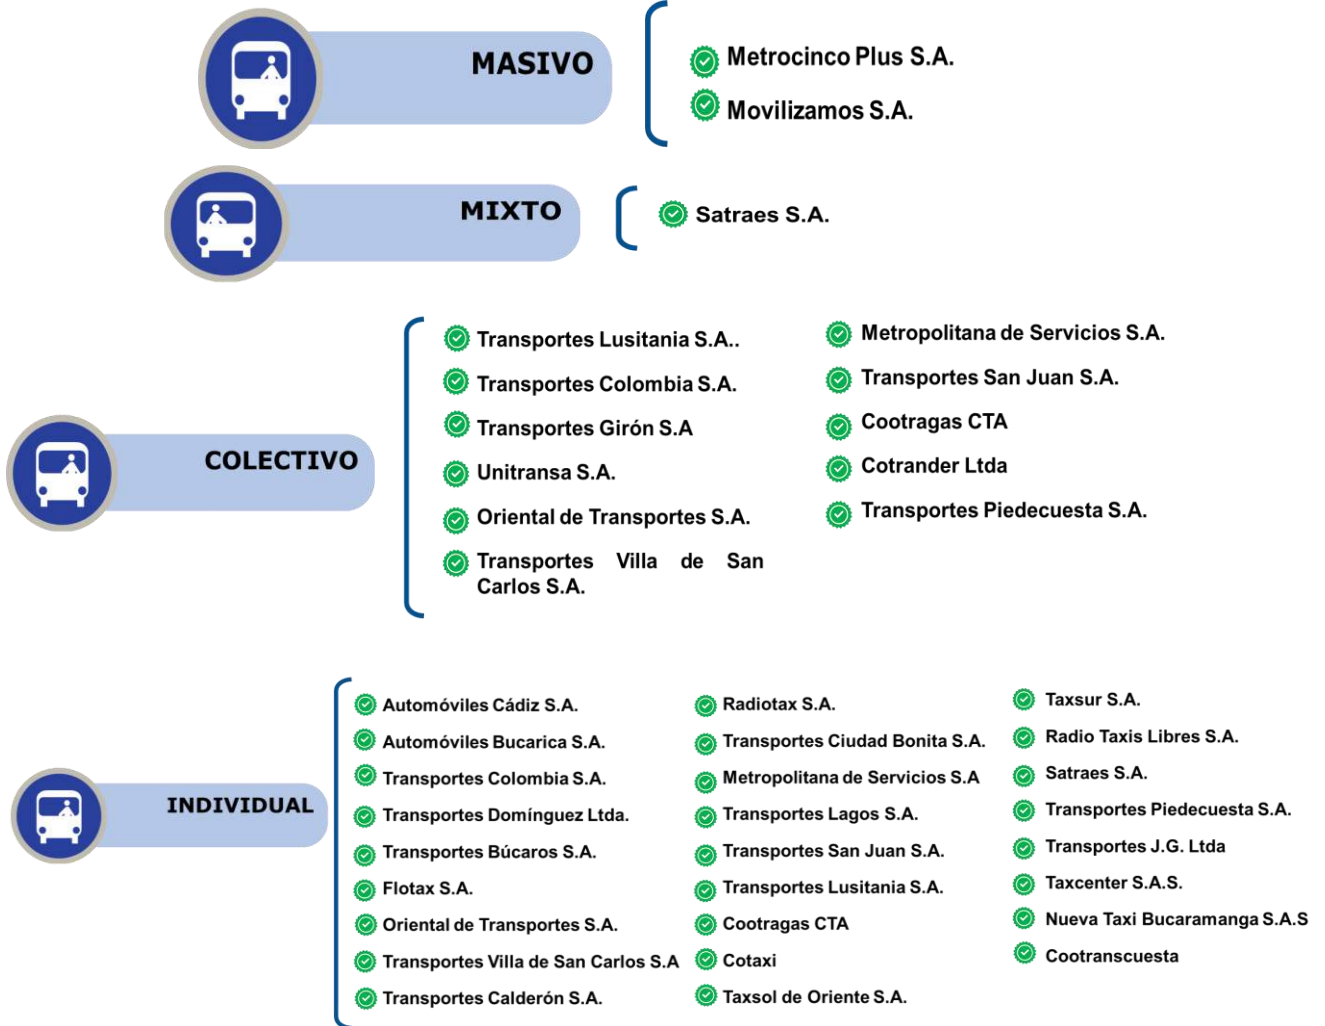 MASIVO
Metrocinco Plus S.A.
Movilizamos S.A.
MIXTO
Satraes S.A.
COLECTIVO
Transportes Lusitania S.A..
Transportes Colombia S.A.
Transportes Girón S.A
Unitransa S.A.
Oriental de Transportes S.A.
Transportes Villa de San
Carlos S.A.
Metropolitana de Servicios S.A.
Transportes San Juan S.A.
Cootragas CTA
Cotrander Ltda
Transportes Piedecuesta S.A.
INDIVIDUAL
Automóviles Cádiz S.A.
Automóviles Bucarica S.A.
Transportes Colombia S.A.
Transportes Domínguez Ltda.
Transportes Búcaros S.A.
Flotax S.A.
Oriental de Transportes S.A.
Transportes Villa de San Carlos S.A
Transportes Calderón S.A.
Radiotax S.A.
Transportes Ciudad Bonita S.A.
Metropolitana de Servicios S.A
Transportes Lagos S.A.
Transportes San Juan S.A.
Transportes Lusitania S.A.
Cootragas CTA
Cotaxi
Taxsol de Oriente S.A.
Taxsur S.A.
Radio Taxis Libres S.A.
Satraes S.A.
Transportes Piedecuesta S.A.
Transportes J.G. Ltda
Taxcenter S.A.S.
Nueva Taxi Bucaramanga S.A.S
Cootranscuesta